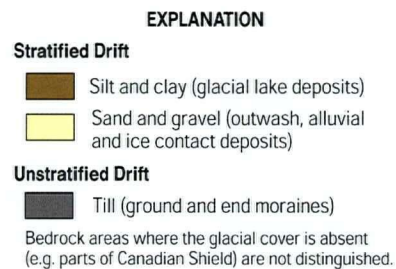 EXPLANATION
Stratified Drift
Silt and clay (glacial lake deposits)
Sand and gravel (outwash, alluvial
and ice contact deposits)
Unstratified Drift
Till (ground and end moraines)
Bedrock areas where the glacial cover is absent
(e.g. parts of Canadian Shield) are not distinguished.